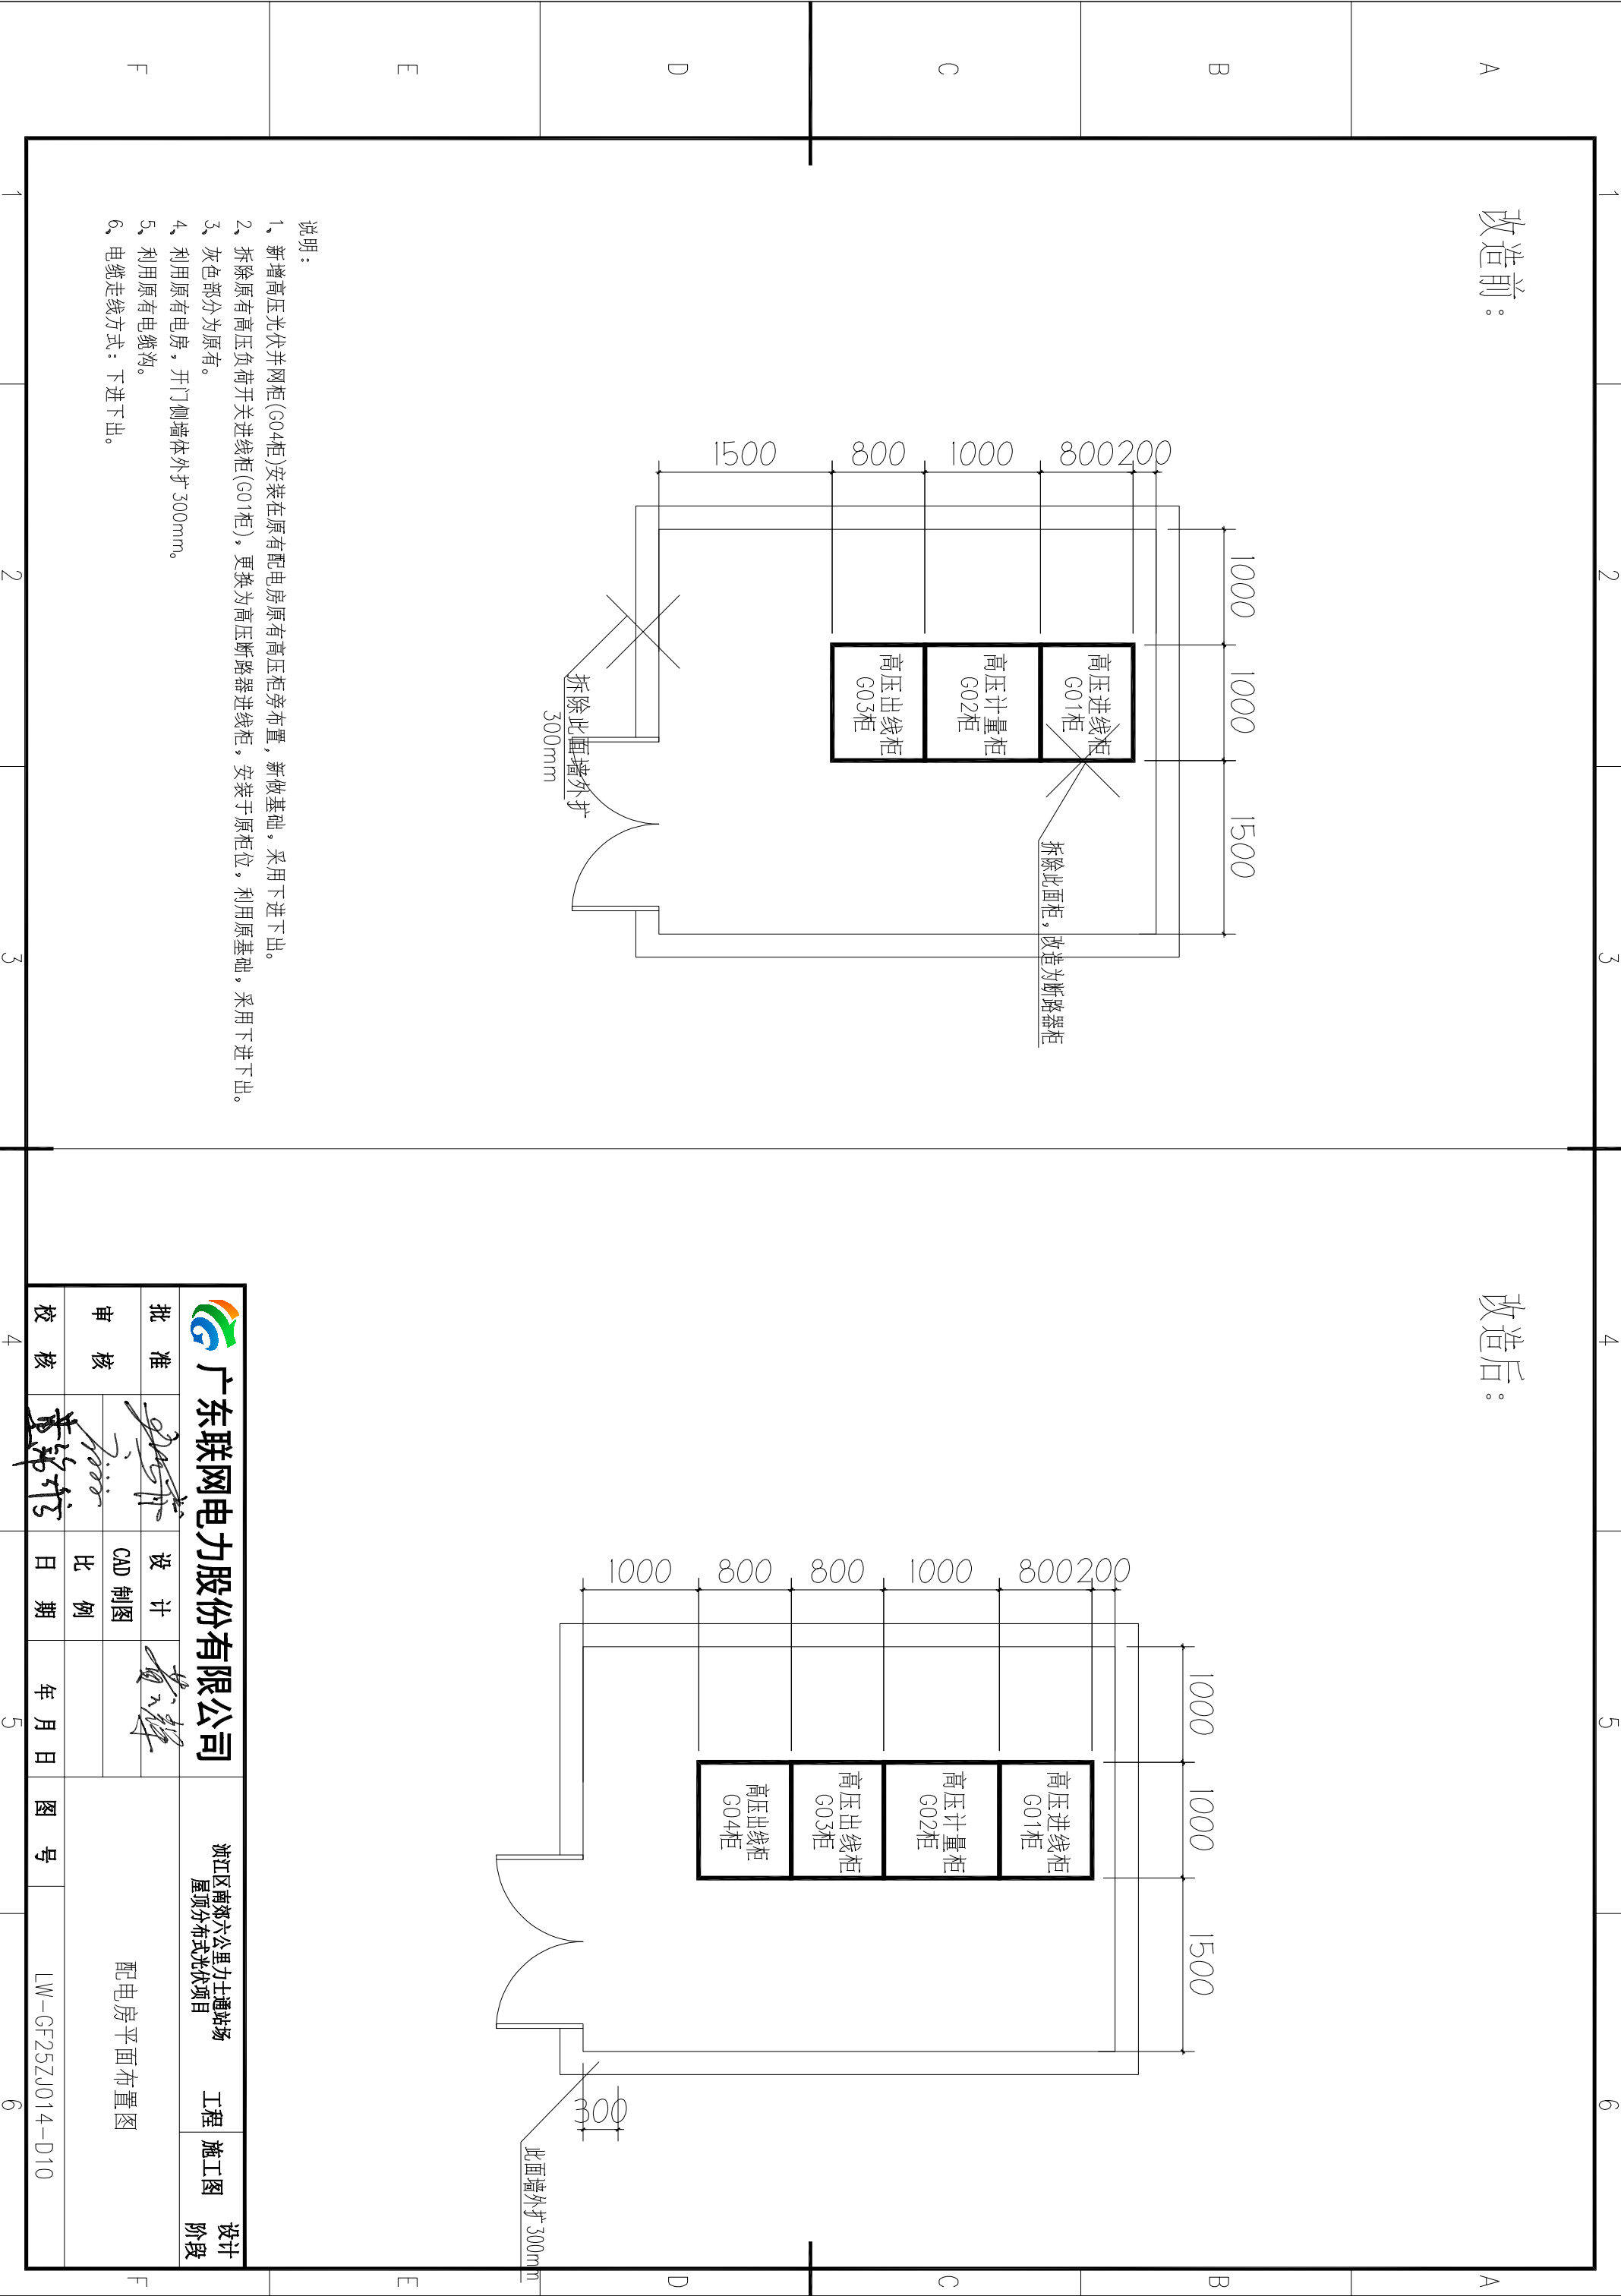 1
2
3
4
5
6
A
B
C
D
E
F
改造前：
1000
1000
1500
200
800
1000
800
1500
高压进线柜
G01柜
高压计量柜
G02柜
高压出线柜
G03柜
拆除此面柜，改造为断路器柜
拆除此面墙外扩
300mm
说明：
1、新增高压光伏并网柜(G04柜)安装在原有配电房原有高压柜旁布置，新做基础，采用下进下出。
2、拆除原有高压负荷开关进线柜(G01柜)，更换为高压断路器进线柜，安装于原柜位，利用原基础，采用下进下出。
3、灰色部分为原有。
4、利用原有电房，开门侧墙体外扩300mm。
5、利用原有电缆沟。
6、电缆走线方式：下进下出。
改造后：
1000
1000
1500
200
800
1000
800
800
1000
高压进线柜
G01柜
高压计量柜
G02柜
高压出线柜
G03柜
高压出线柜
G04柜
300
此面墙外扩300mm
广东联网电力股份有限公司
浈江区南郊六公里力士通站场
屋顶分布式光伏项目
工程
施工图
设计
阶段
批 准
设 计
审 核
CAD 制图
比 例
配电房平面布置图
校 核
日 期
年 月 日
图 号
LW-GF25ZJ014-D10
A
B
C
D
E
F
1
2
3
4
5
6